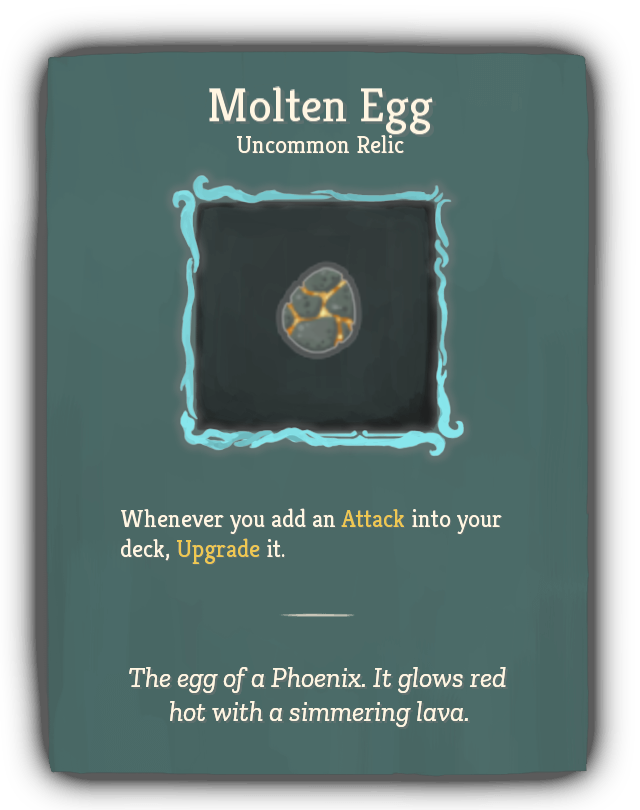 Molten Egg
Uncommon Relic
Whenever you add an Attack into your
deck, Upgrade it.
The egg of a Phoenix. It glows red
hot with a simmering lava.